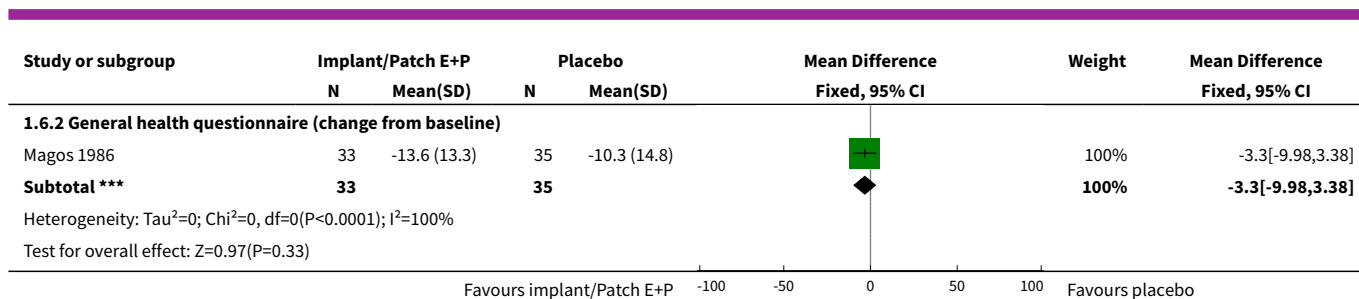 Study or subgroup Implant/Patch E+P Placebo Mean Difference Weight Mean Difference
N Mean(SD) N Mean(SD) Fixed, 95% CI Fixed, 95% CI
1.6.2 General health questionnaire (change from baseline)
Magos 1986 33 -13.6 (13.3) 35 -10.3 (14.8) 100% -3.3[-9.98,3.38]
Subtotal *** 33 35 100% -3.3[-9.98,3.38]
Heterogeneity: Tau²=0; Chi²=0, df=0(P<0.0001); I²=100%
Test for overall effect: Z=0.97(P=0.33)
Favours implant/Patch E+P -100 -50 0 50 100 Favours placebo